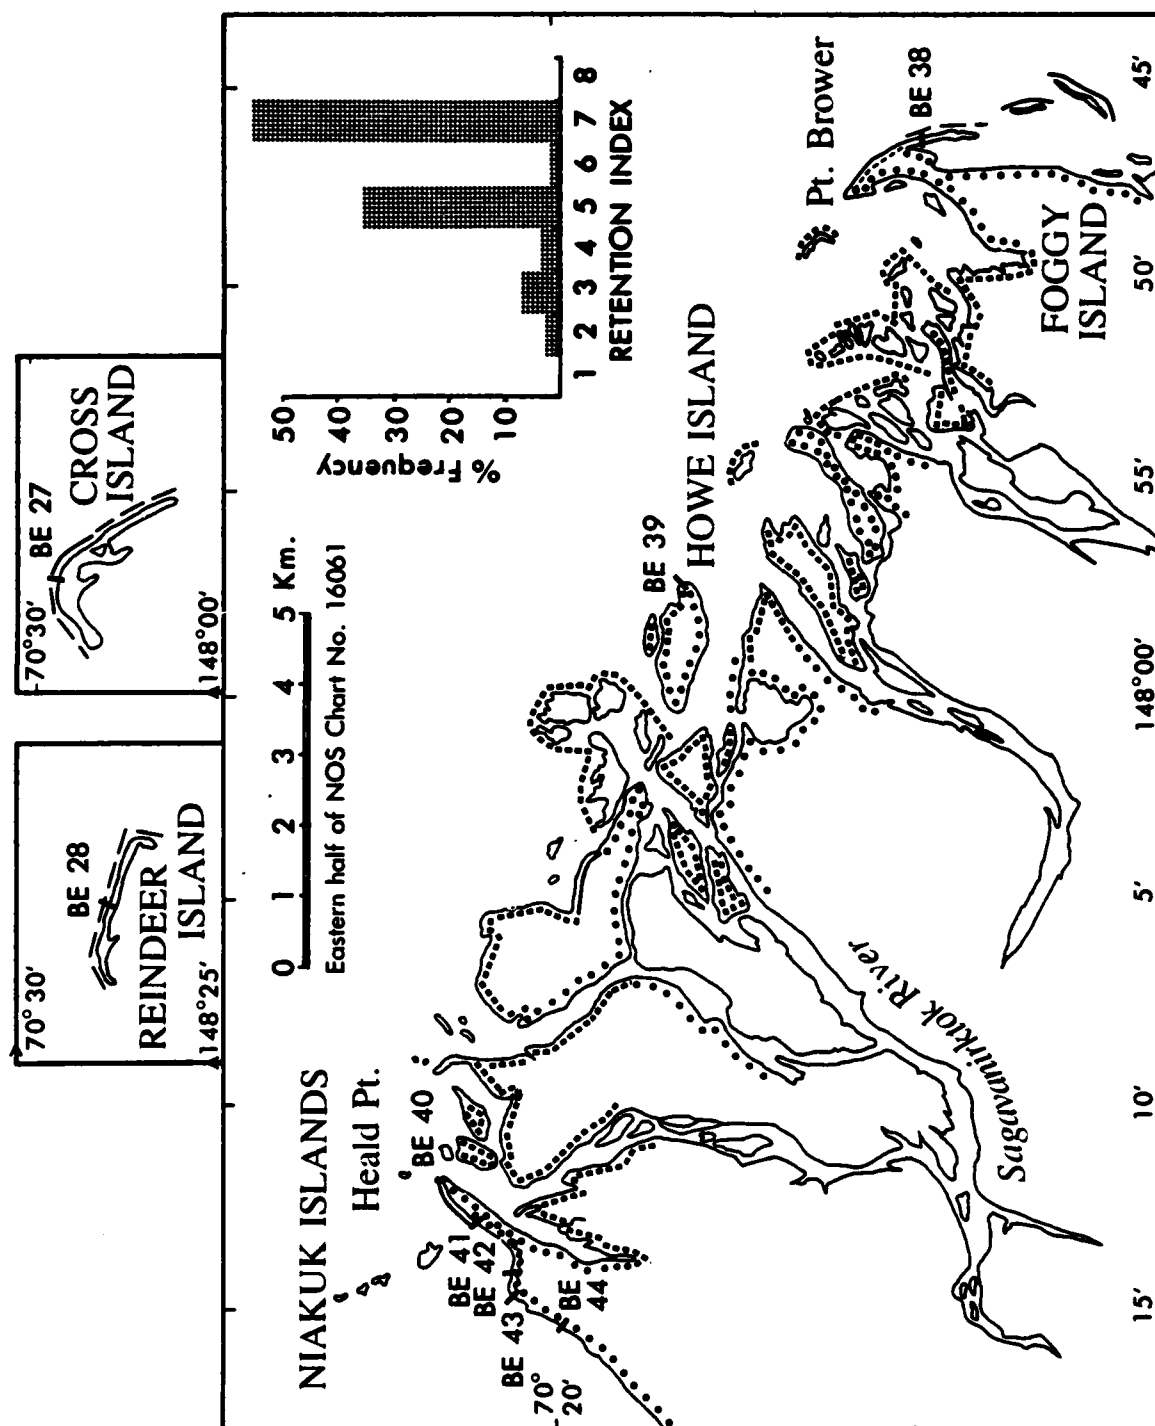 70°30'
BE 28
REINDEER
ISLAND
148°25'
70°30'
BE 27
CROSS
ISLAND
148°00'
NIAKUK ISLANDS
Heald Pt.
BE 40
BE 41
BE 42
BE 43
BE
44
70°
20'
0 1 2 3 4 5 Km.
Eastern half of NOS Chart No. 16061
% Frequency
50
40
30
20
10
1 2 3 4 5 6 7 8
RETENTION INDEX
BE 39
HOWE ISLAND
Pt. Brower
BE 38
FOGGY
ISLAND
Sagavanirktok River
15'
10'
5'
148°00'
55'
50'
45'